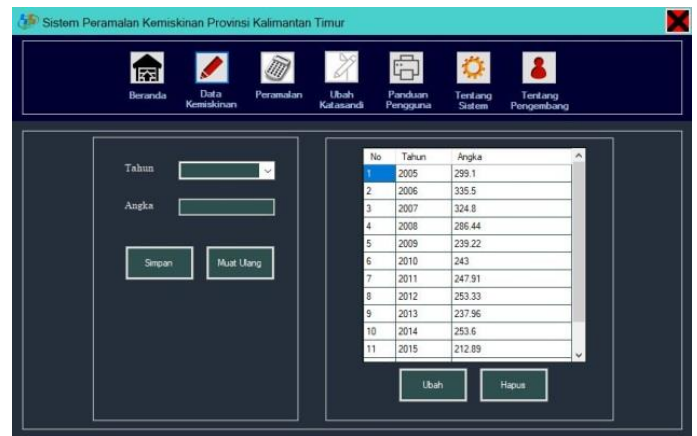 Sistem Peramalan Kemiskinan Provinsi Kalimantan Timur
Beranda
Data
Kemiskinan
Peramalan
Ubah
Katasandi
Panduan
Pengguna
Tentang
Sistem
Tentang
Pengembang
Tahun
Angka
Simpan
Muat Ulang
No Tahun Angka
1 2005 299.1
2 2006 335.5
3 2007 324.8
4 2008 286.44
5 2009 239.22
6 2010 243
7 2011 247.91
8 2012 253.33
9 2013 237.96
10 2014 253.6
11 2015 212.89
Ubah
Hapus